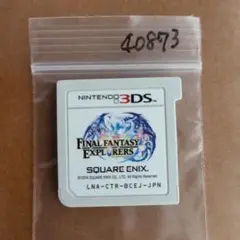 40873
NINTENDO 3DS
FINAL FANTASY
EXPLORERS
SQUARE ENIX.
LNA-CTR-BCEJ-JPN